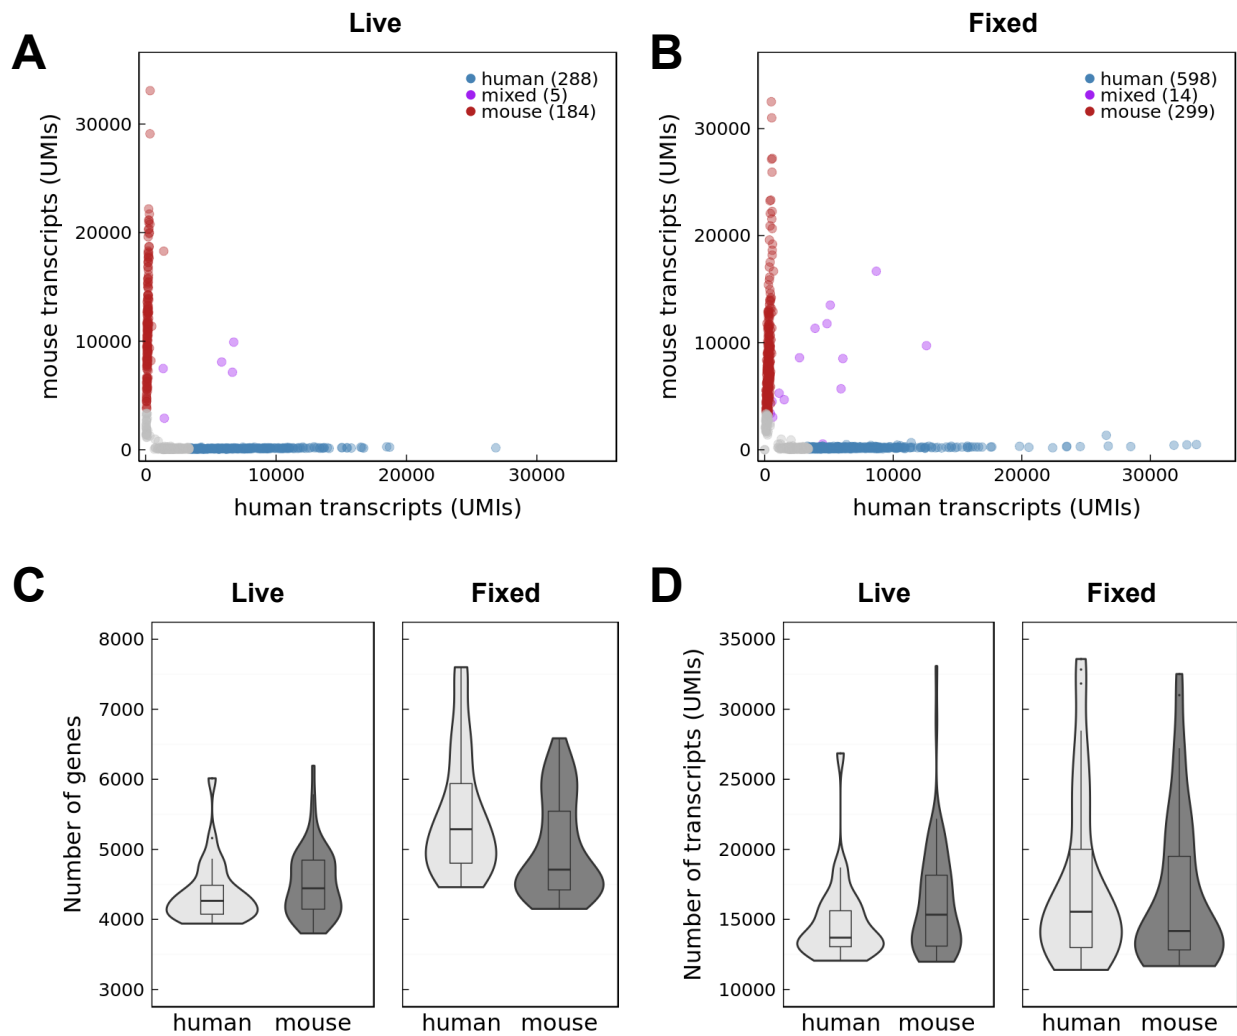 A
Live
human (288)
mixed (5)
mouse (184)
mouse transcripts (UMIs)
30000
20000
10000
0
0 10000 20000 30000
human transcripts (UMIs)
B
Fixed
human (598)
mixed (14)
mouse (299)
mouse transcripts (UMIs)
30000
20000
10000
0
0 10000 20000 30000
human transcripts (UMIs)
C
Live Fixed
Number of genes
8000
7000
6000
5000
4000
3000
human mouse human mouse
D
Live Fixed
Number of transcripts (UMIs)
35000
30000
25000
20000
15000
10000
human mouse human mouse